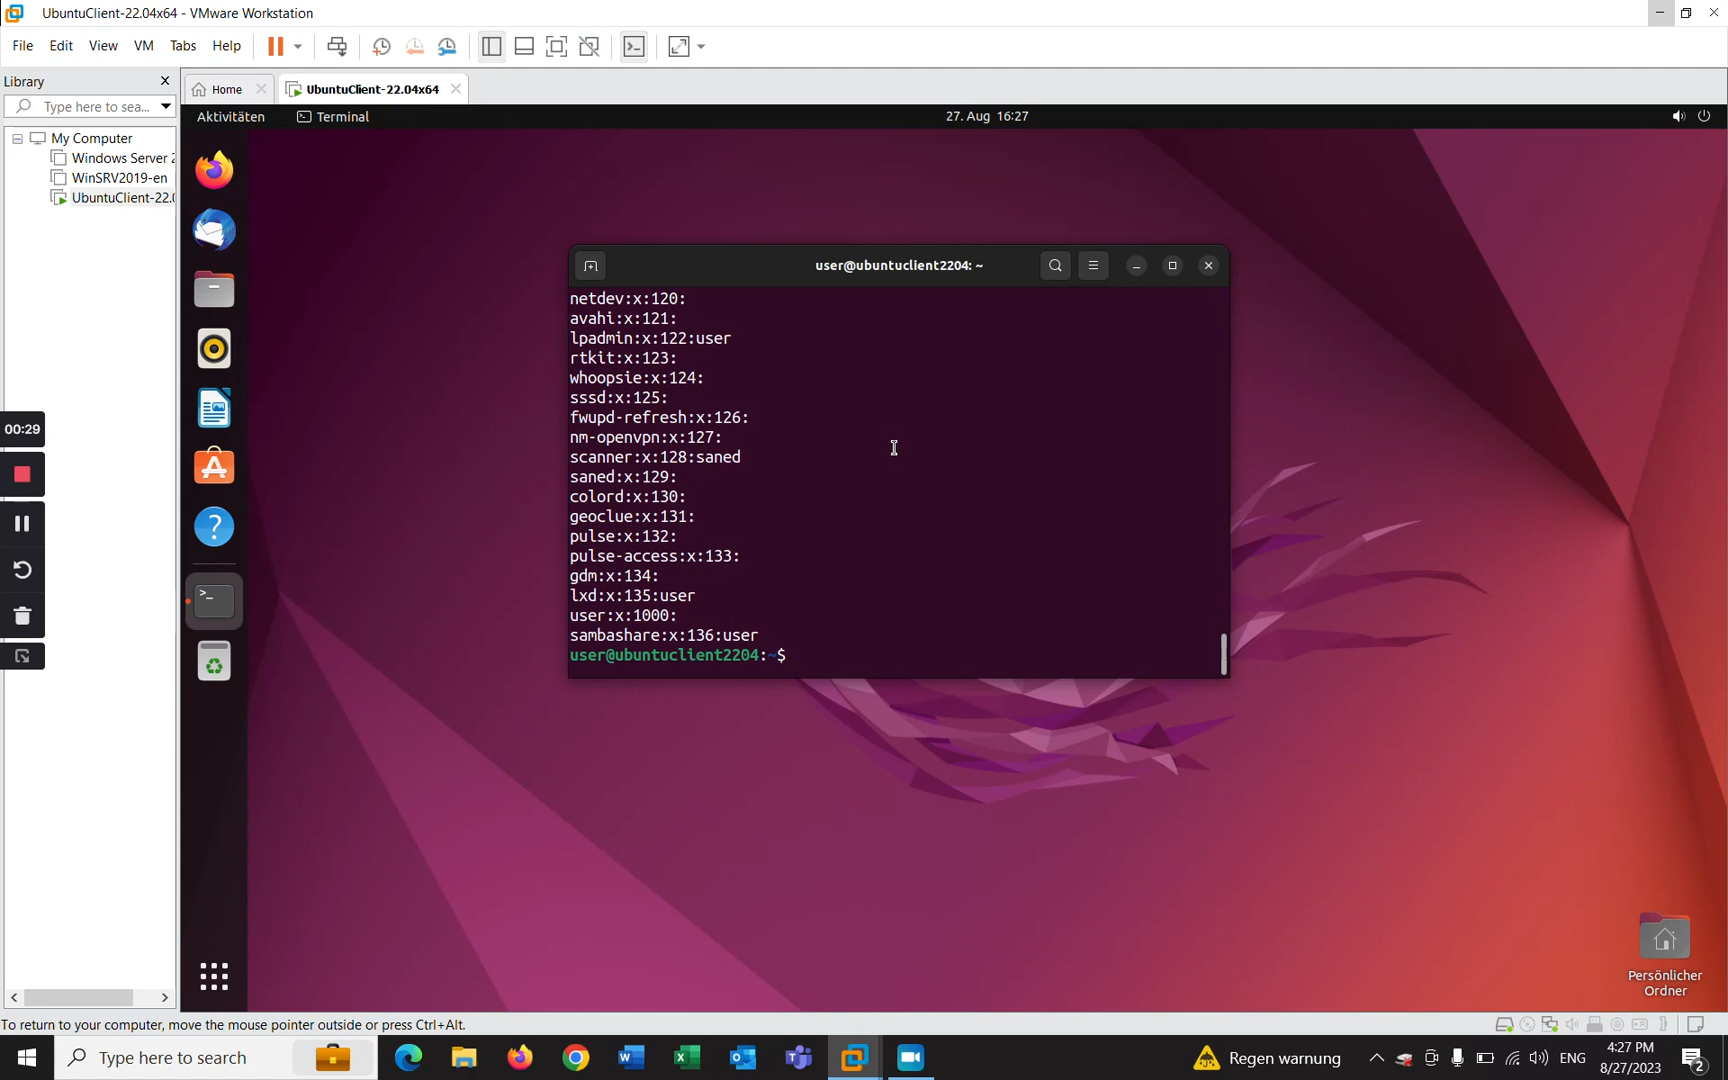 UbuntuClient-22.04x64 - VMware Workstation
File Edit View VM Tabs Help
Library
Type here to sea...
Home
UbuntuClient-22.04x64
Aktivitäten
Terminal
27. Aug 16:27
My Computer
Windows Server 2
WinSRV2019-en
UbuntuClient-22.0
user@ubuntuclient2204: ~
netdev:x:120:
avahi:x:121:
lpadmin:x:122:user
rtkit:x:123:
whoopsie:x:124:
sssd:x:125:
fwupd-refresh:x:126:
nm-openvpn:x:127:
scanner:x:128:saned
saned:x:129:
colord:x:130:
geoclue:x:131:
pulse:x:132:
pulse-access:x:133:
gdm:x:134:
lxd:x:135:user
user:x:1000:
sambashare:x:136:user
user@ubuntuclient2204:~$
00:29
Persönlicher
Ordner
To return to your computer, move the mouse pointer outside or press Ctrl+Alt.
Type here to search
Regen warnung
ENG
4:27 PM
8/27/2023
2